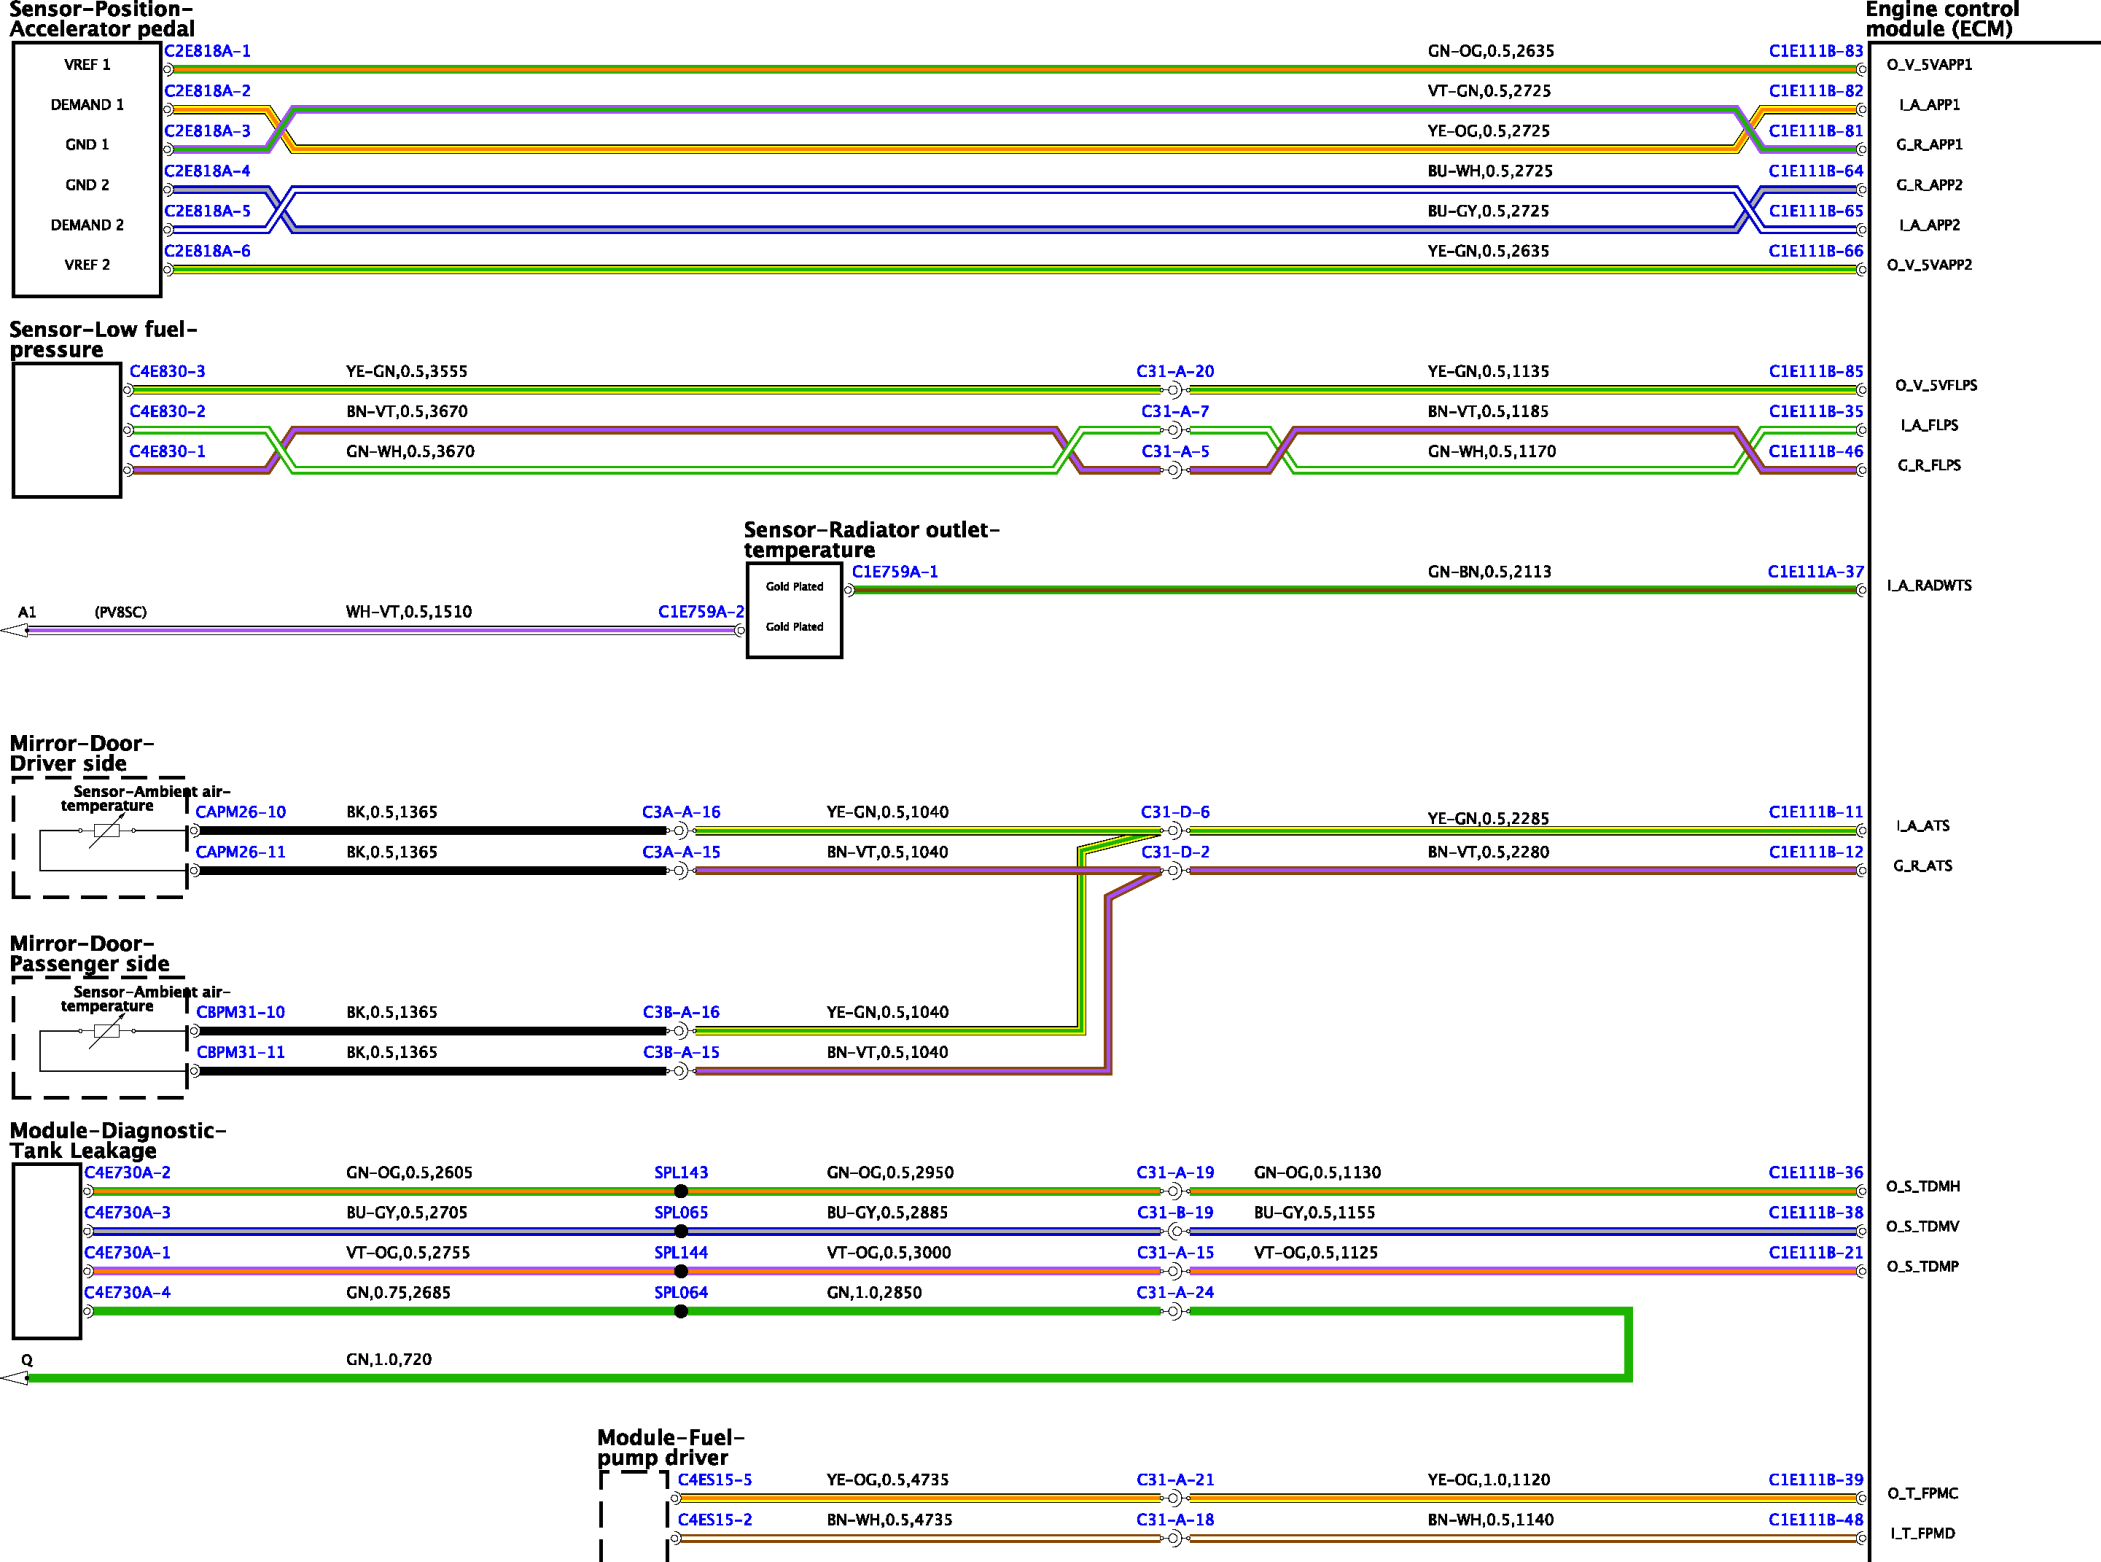 Sensor-Position-
Accelerator pedal
Engine control
module (ECM)
C2E818A-1
GN-OG,0.5,2635
C1E111B-83
VREF 1
O_V_5VAPP1
C2E818A-2
VT-GN,0.5,2725
C1E111B-82
DEMAND 1
I_A_APP1
C2E818A-3
YE-OG,0.5,2725
C1E111B-81
GND 1
G_R_APP1
C2E818A-4
BU-WH,0.5,2725
C1E111B-64
GND 2
G_R_APP2
C2E818A-5
BU-GY,0.5,2725
C1E111B-65
DEMAND 2
I_A_APP2
C2E818A-6
YE-GN,0.5,2635
C1E111B-66
VREF 2
O_V_5VAPP2
Sensor-Low fuel-
pressure
C4E830-3
YE-GN,0.5,3555
C31-A-20
YE-GN,0.5,1135
C1E111B-85
O_V_5VFLPS
C4E830-2
BN-VT,0.5,3670
C31-A-7
BN-VT,0.5,1185
C1E111B-35
I_A_FLPS
C4E830-1
GN-WH,0.5,3670
C31-A-5
GN-WH,0.5,1170
C1E111B-46
G_R_FLPS
Sensor-Radiator outlet-
temperature
C1E759A-1
GN-BN,0.5,2113
C1E111A-37
Gold Plated
I_A_RADWTS
A1
(PV8SC)
WH-VT,0.5,1510
C1E759A-2
Gold Plated
Mirror-Door-
Driver side
Sensor-Ambient air-
temperature
CAPM26-10
BK,0.5,1365
C3A-A-16
YE-GN,0.5,1040
C31-D-6
YE-GN,0.5,2285
C1E111B-11
I_A_ATS
CAPM26-11
BK,0.5,1365
C3A-A-15
BN-VT,0.5,1040
C31-D-2
BN-VT,0.5,2280
C1E111B-12
G_R_ATS
Mirror-Door-
Passenger side
Sensor-Ambient air-
temperature
CBPM31-10
BK,0.5,1365
C3B-A-16
YE-GN,0.5,1040
CBPM31-11
BK,0.5,1365
C3B-A-15
BN-VT,0.5,1040
Module-Diagnostic-
Tank Leakage
C4E730A-2
GN-OG,0.5,2605
SPL143
GN-OG,0.5,2950
C31-A-19
GN-OG,0.5,1130
C1E111B-36
O_S_TDMH
C4E730A-3
BU-GY,0.5,2705
SPL065
BU-GY,0.5,2885
C31-B-19
BU-GY,0.5,1155
C1E111B-38
O_S_TDMV
C4E730A-1
VT-OG,0.5,2755
SPL144
VT-OG,0.5,3000
C31-A-15
VT-OG,0.5,1125
C1E111B-21
O_S_TDMP
C4E730A-4
GN,0.75,2685
SPL064
GN,1.0,2850
C31-A-24
Q
GN,1.0,720
Module-Fuel-
pump driver
C4ES15-5
YE-OG,0.5,4735
C31-A-21
YE-OG,1.0,1120
C1E111B-39
O_T_FPMC
C4ES15-2
BN-WH,0.5,4735
C31-A-18
BN-WH,0.5,1140
C1E111B-48
I_T_FPMD